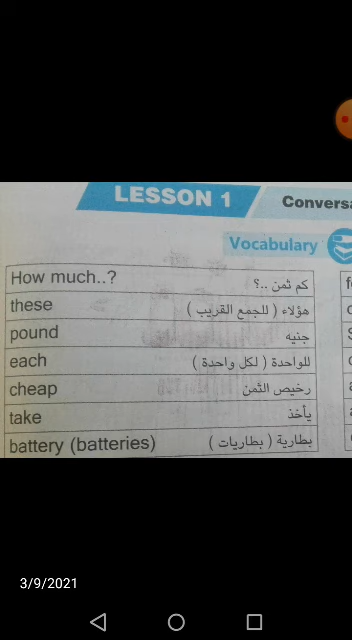 LESSON 1
Vocabulary
How much..? كم ثمن ..؟
these هؤلاء ( للجمع القريب )
pound جنيه
each للواحدة ( لكل واحدة )
cheap رخيص الثمن
take يأخذ
battery (batteries) بطارية ( بطاريات )
3/9/2021